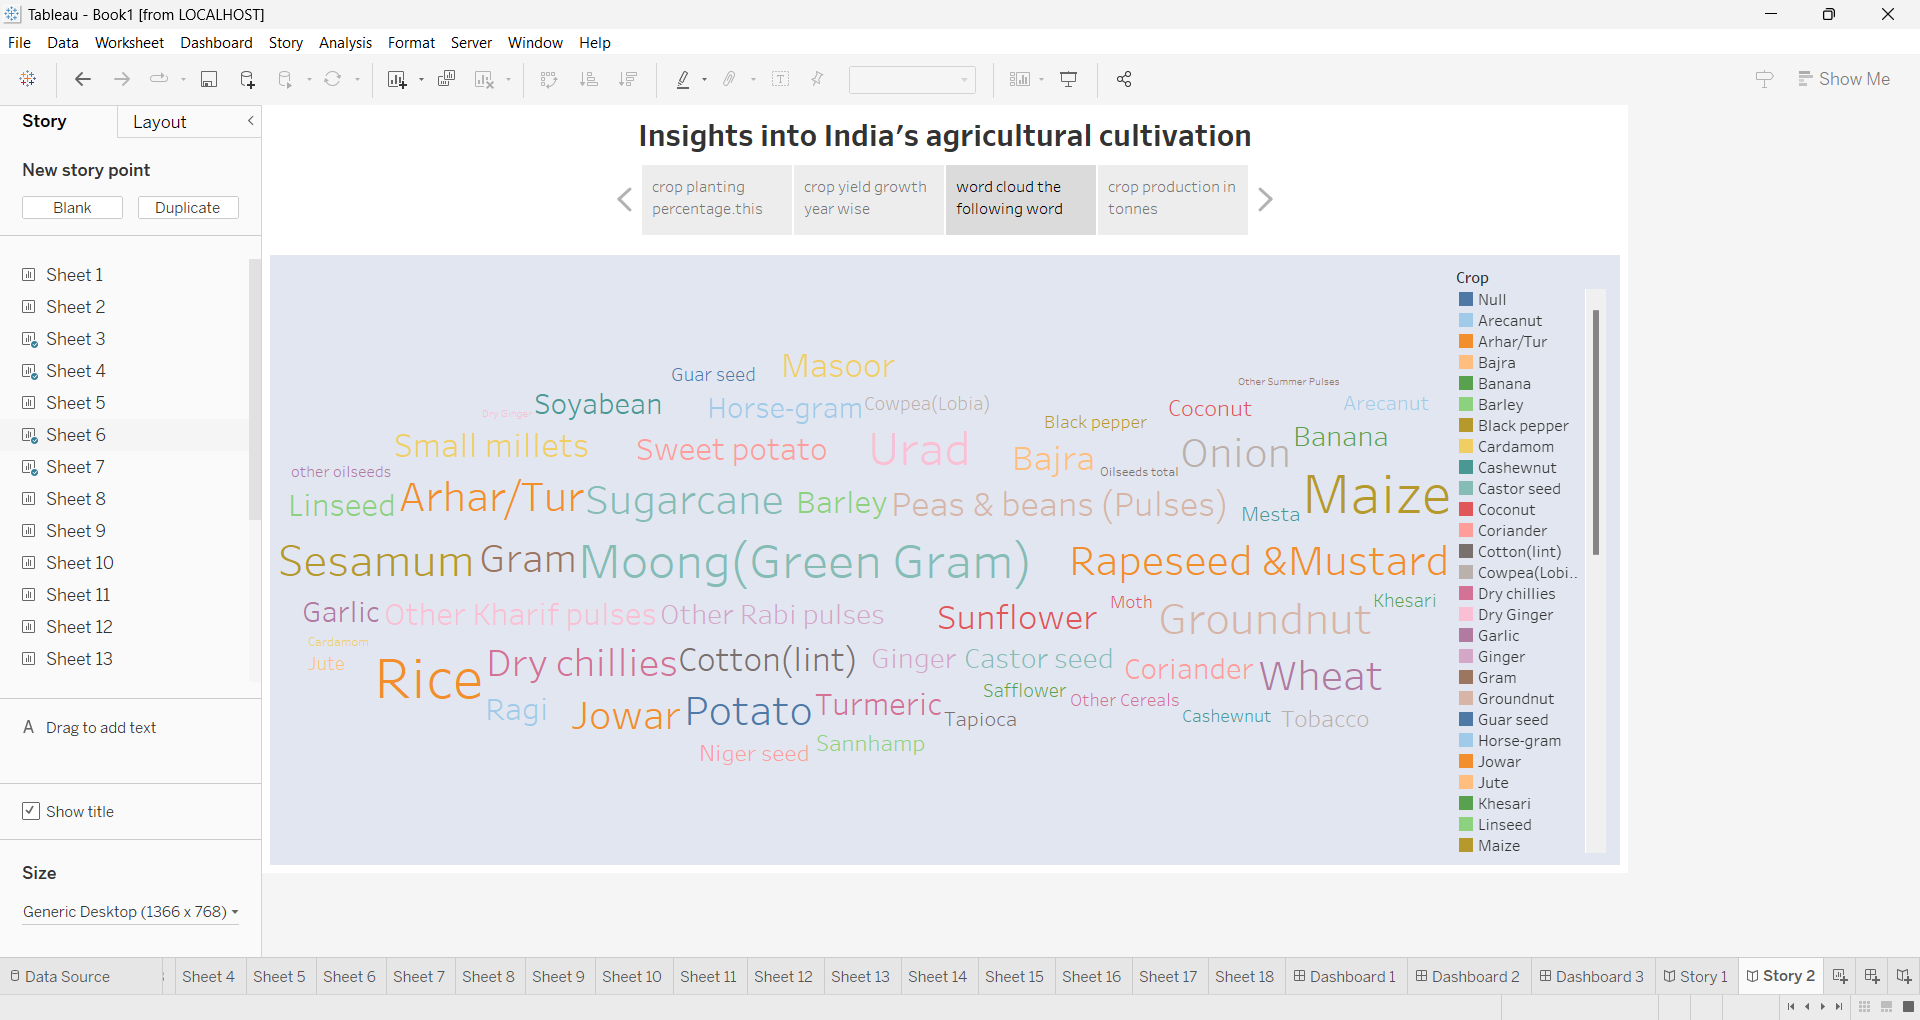 Tableau - Book1 [from LOCALHOST]
File Data Worksheet Dashboard Story Analysis Format Server Window Help
Show Me
Story Layout
New story point
Blank Duplicate
Sheet 1
Sheet 2
Sheet 3
Sheet 4
Sheet 5
Sheet 6
Sheet 7
Sheet 8
Sheet 9
Sheet 10
Sheet 11
Sheet 12
Sheet 13
A Drag to add text
Show title
Size
Generic Desktop (1366 x 768)
Insights into India's agricultural cultivation
crop planting
percentage.this
crop yield growth
year wise
word cloud the
following word
crop production in
tonnes
Masoor
Guar seed
Other Summer Pulses
Dry Ginger
Soyabean
Horse-gram
Cowpea(Lobia)
Coconut
Arecanut
Black pepper
Small millets
Sweet potato
Urad
Bajra
Onion
Banana
other oilseeds
Oilseeds total
Linseed
Arhar/Tur
Sugarcane
Barley
Peas & beans (Pulses)
Mesta
Maize
Sesamum
Gram
Moong(Green Gram)
Rapeseed &Mustard
Garlic
Other Kharif pulses
Other Rabi pulses
Sunflower
Moth
Groundnut
Khesari
Cardamom
Jute
Rice
Dry chillies
Cotton(lint)
Ginger
Castor seed
Coriander
Wheat
Safflower
Other Cereals
Ragi
Jowar
Potato
Turmeric
Tapioca
Cashewnut
Tobacco
Niger seed
Sannhamp
Crop
Null
Arecanut
Arhar/Tur
Bajra
Banana
Barley
Black pepper
Cardamom
Cashewnut
Castor seed
Coconut
Coriander
Cotton(lint)
Cowpea(Lobi..
Dry chillies
Dry Ginger
Garlic
Ginger
Gram
Groundnut
Guar seed
Horse-gram
Jowar
Jute
Khesari
Linseed
Maize
Data Source Sheet 4 Sheet 5 Sheet 6 Sheet 7 Sheet 8 Sheet 9 Sheet 10 Sheet 11 Sheet 12 Sheet 13 Sheet 14 Sheet 15 Sheet 16 Sheet 17 Sheet 18 Dashboard 1 Dashboard 2 Dashboard 3 Story 1 Story 2